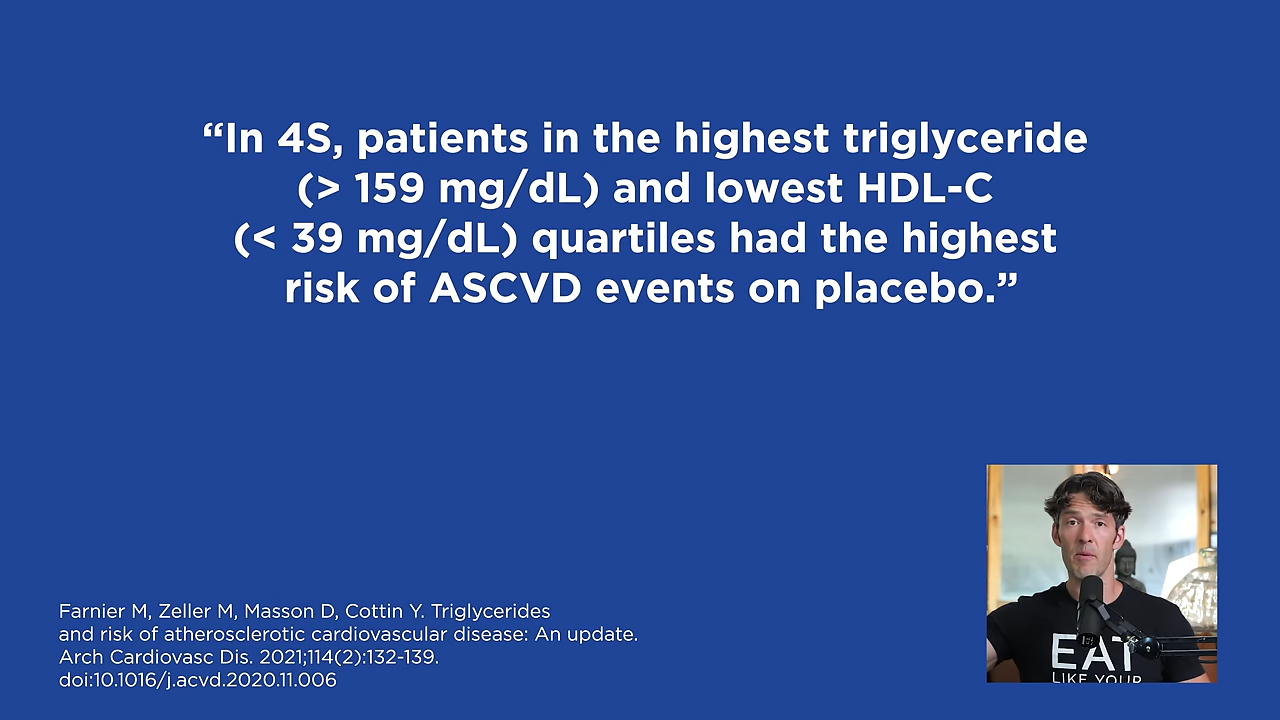 “In 4S, patients in the highest triglyceride
(> 159 mg/dL) and lowest HDL-C
(< 39 mg/dL) quartiles had the highest
risk of ASCVD events on placebo.”
Farnier M, Zeller M, Masson D, Cottin Y. Triglycerides
and risk of atherosclerotic cardiovascular disease: An update.
Arch Cardiovasc Dis. 2021;114(2):132-139.
doi:10.1016/j.acvd.2020.11.006
EAT
LIKE YOUR